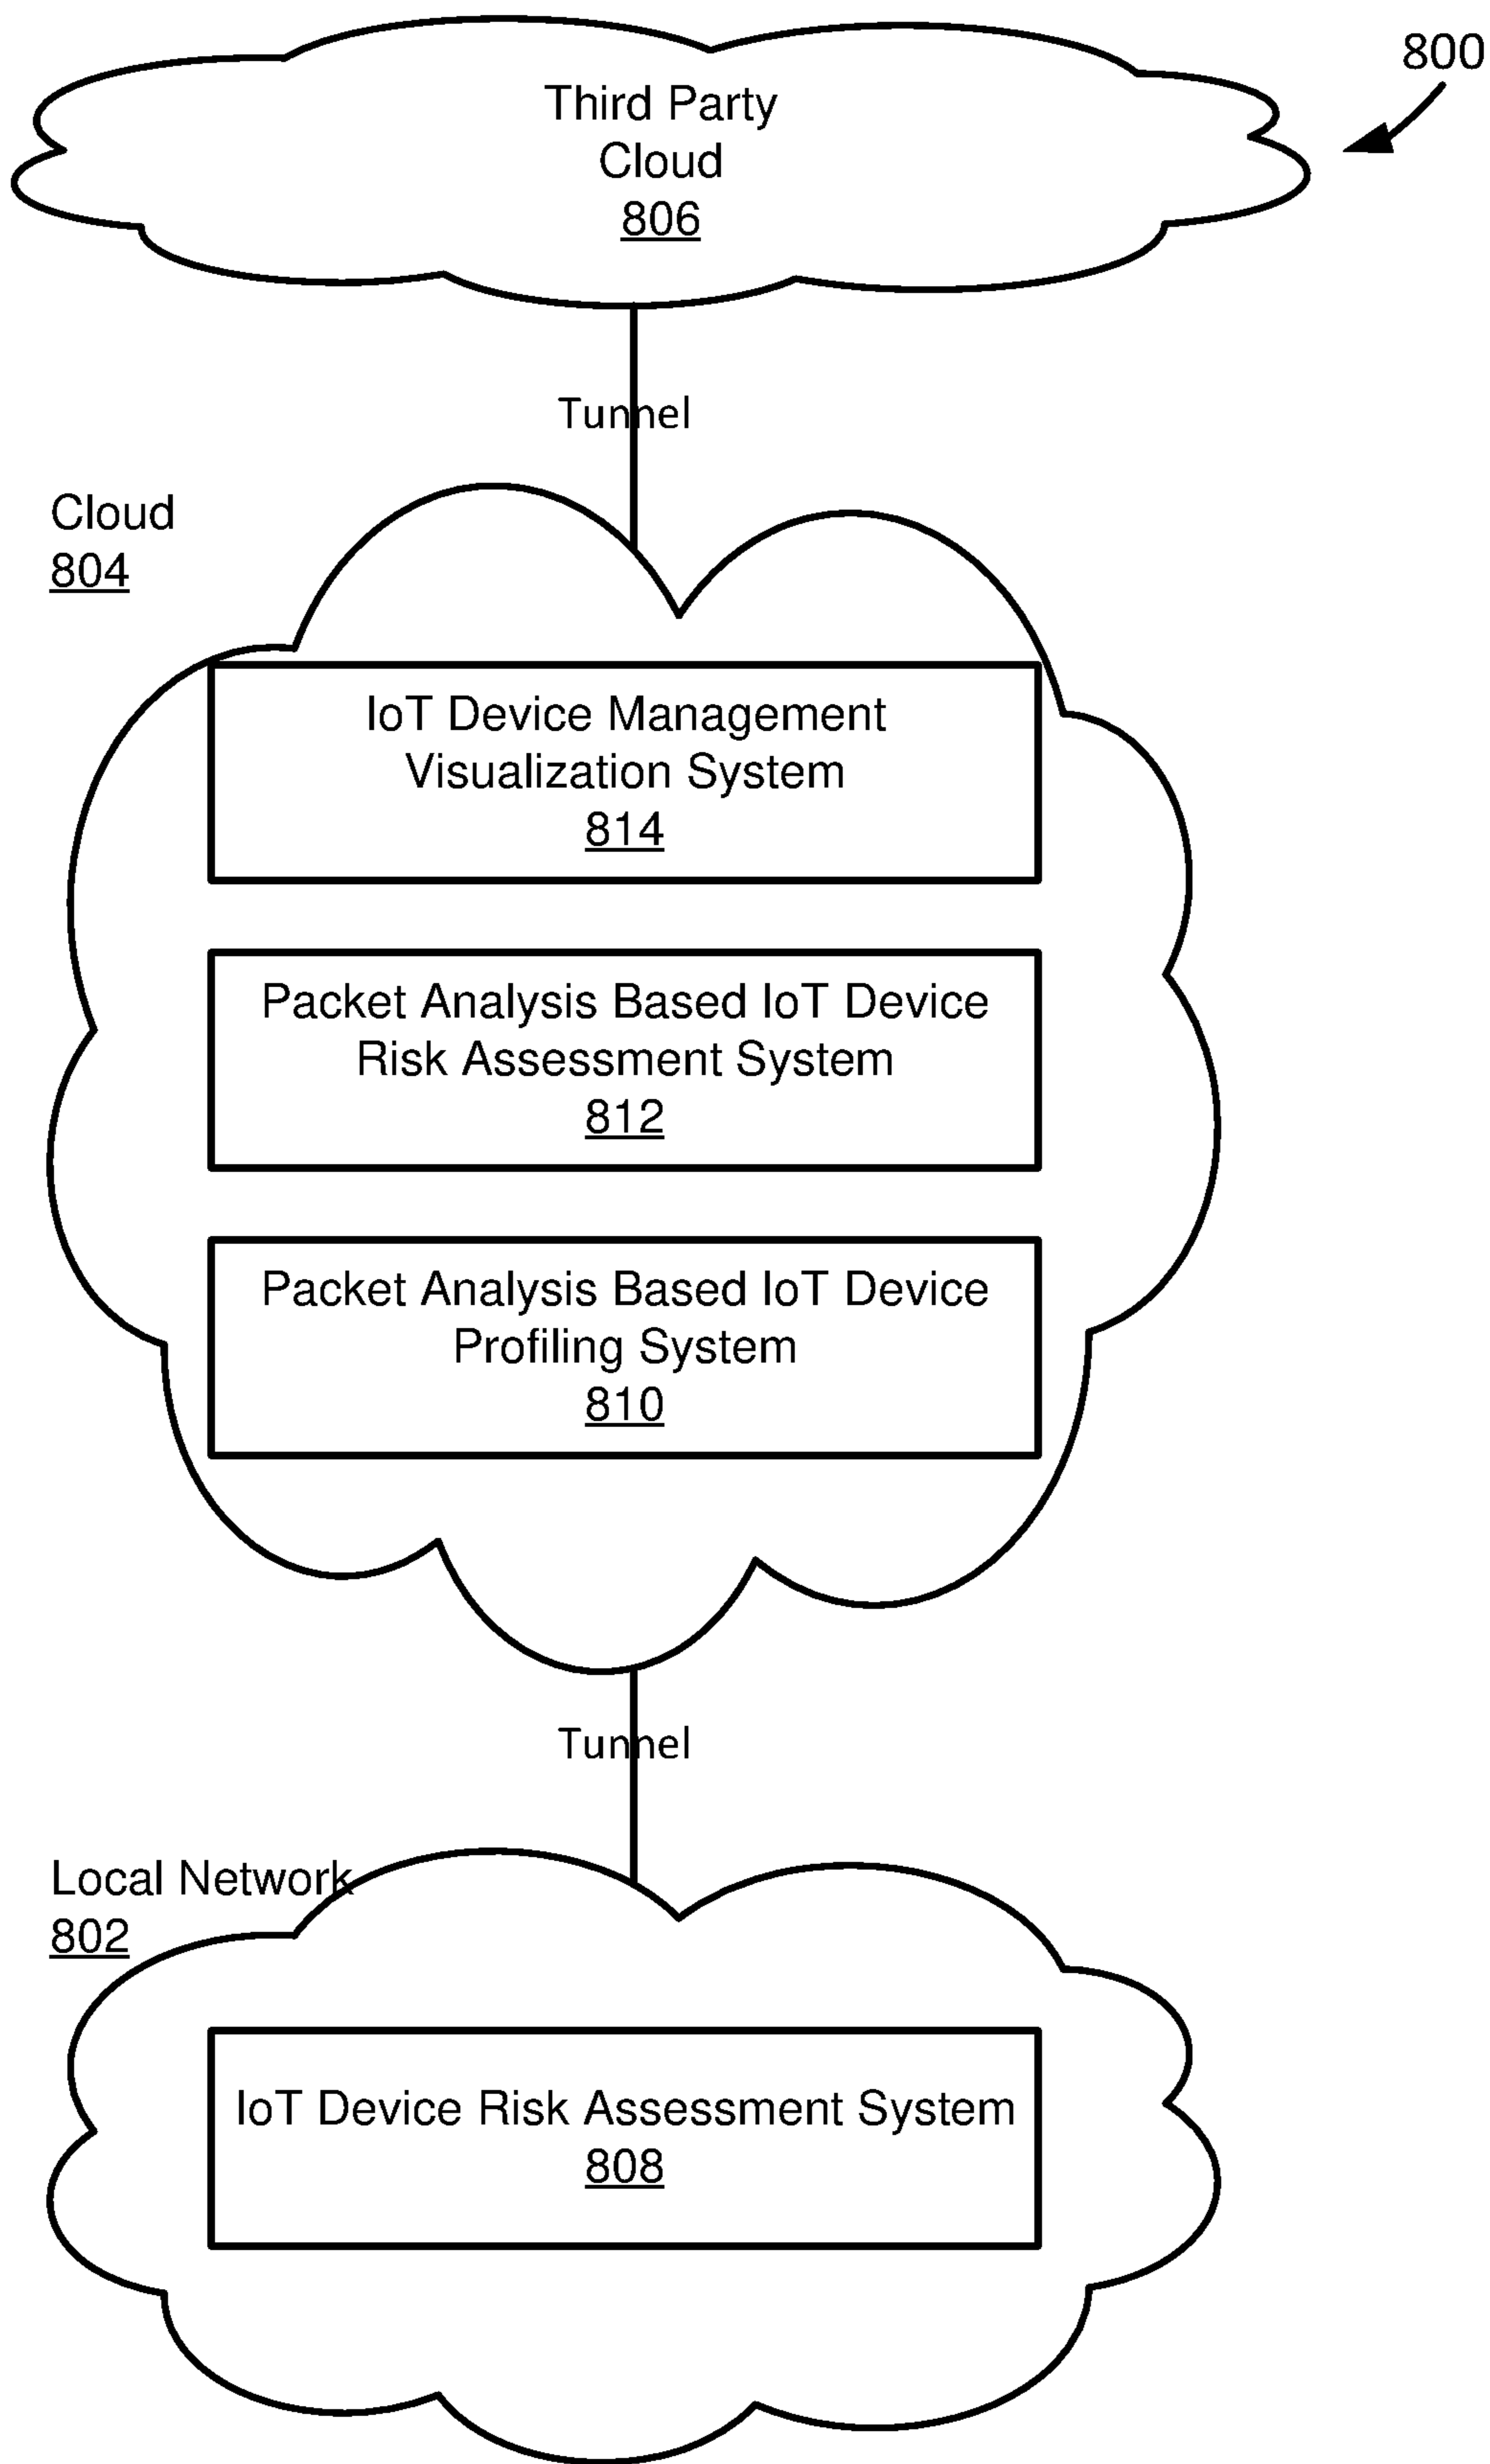 800
Third Party
Cloud
806
Tunnel
Cloud
804
IoT Device Management
Visualization System
814
Packet Analysis Based IoT Device
Risk Assessment System
812
Packet Analysis Based IoT Device
Profiling System
810
Tunnel
Local Network
802
IoT Device Risk Assessment System
808